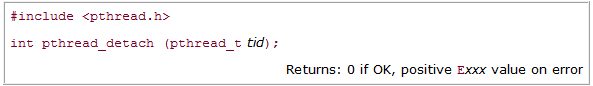 #include <pthread.h>
int pthread_detach (pthread_t tid);
Returns: 0 if OK, positive Exxx value on error